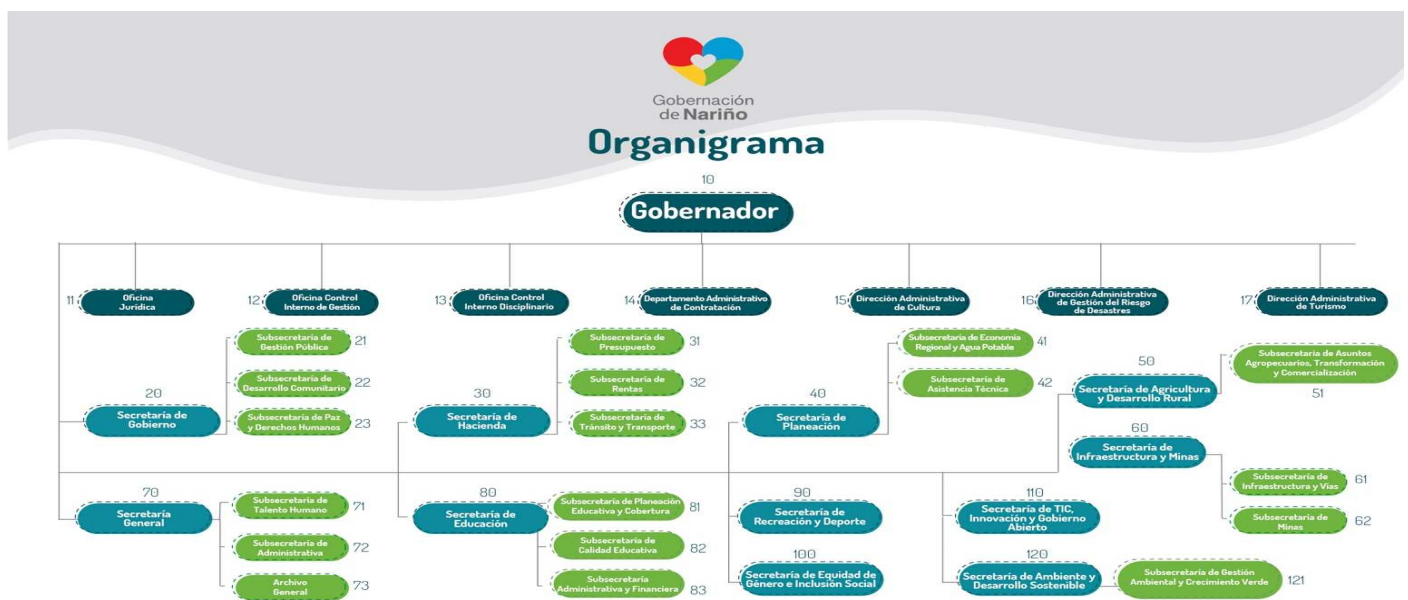 Gobernación
de Nariño
Organigrama
10
Gobernador
11
Oficina
Jurídica
12
Oficina Control
Interno de Gestión
13
Oficina Control
Interno Disciplinario
14
Departamento Administrativo
de Contratación
15
Dirección Administrativa
de Cultura
16
Dirección Administrativa
de Gestión del Riesgo
de Desastres
17
Dirección Administrativa
de Turismo
20
Secretaría de
Gobierno
Subsecretaría de
Gestión Pública
21
Subsecretaría de
Desarrollo Comunitario
22
Subsecretaría de Paz
y Derechos Humanos
23
30
Secretaría de
Hacienda
Subsecretaría de
Presupuesto
31
Subsecretaría de
Rentas
32
Subsecretaría de
Tránsito y Transporte
33
40
Secretaría de
Planeación
Subsecretaría de Economía
Regional y Agua Potable
41
Subsecretaría de
Asistencia Técnica
42
50
Secretaría de Agricultura
y Desarrollo Rural
Subsecretaría de Asuntos
Agropecuarios, Transformación
y Comercialización
51
60
Secretaría de
Infraestructura y Minas
Subsecretaría de
Infraestructura y Vías
61
Subsecretaría de
Minas
62
70
Secretaría
General
Subsecretaría de
Talento Humano
71
Subsecretaría de
Administrativa
72
Archivo
General
73
80
Secretaría de
Educación
Subsecretaría de Planeación
Educativa y Cobertura
81
Subsecretaría de
Calidad Educativa
82
Subsecretaría
Administrativa y Financiera
83
90
Secretaría de
Recreación y Deporte
100
Secretaría de Equidad de
Género e Inclusión Social
110
Secretaría de TIC,
Innovación y Gobierno
Abierto
120
Secretaría de Ambiente y
Desarrollo Sostenible
Subsecretaría de Gestión
Ambiental y Crecimiento Verde
121